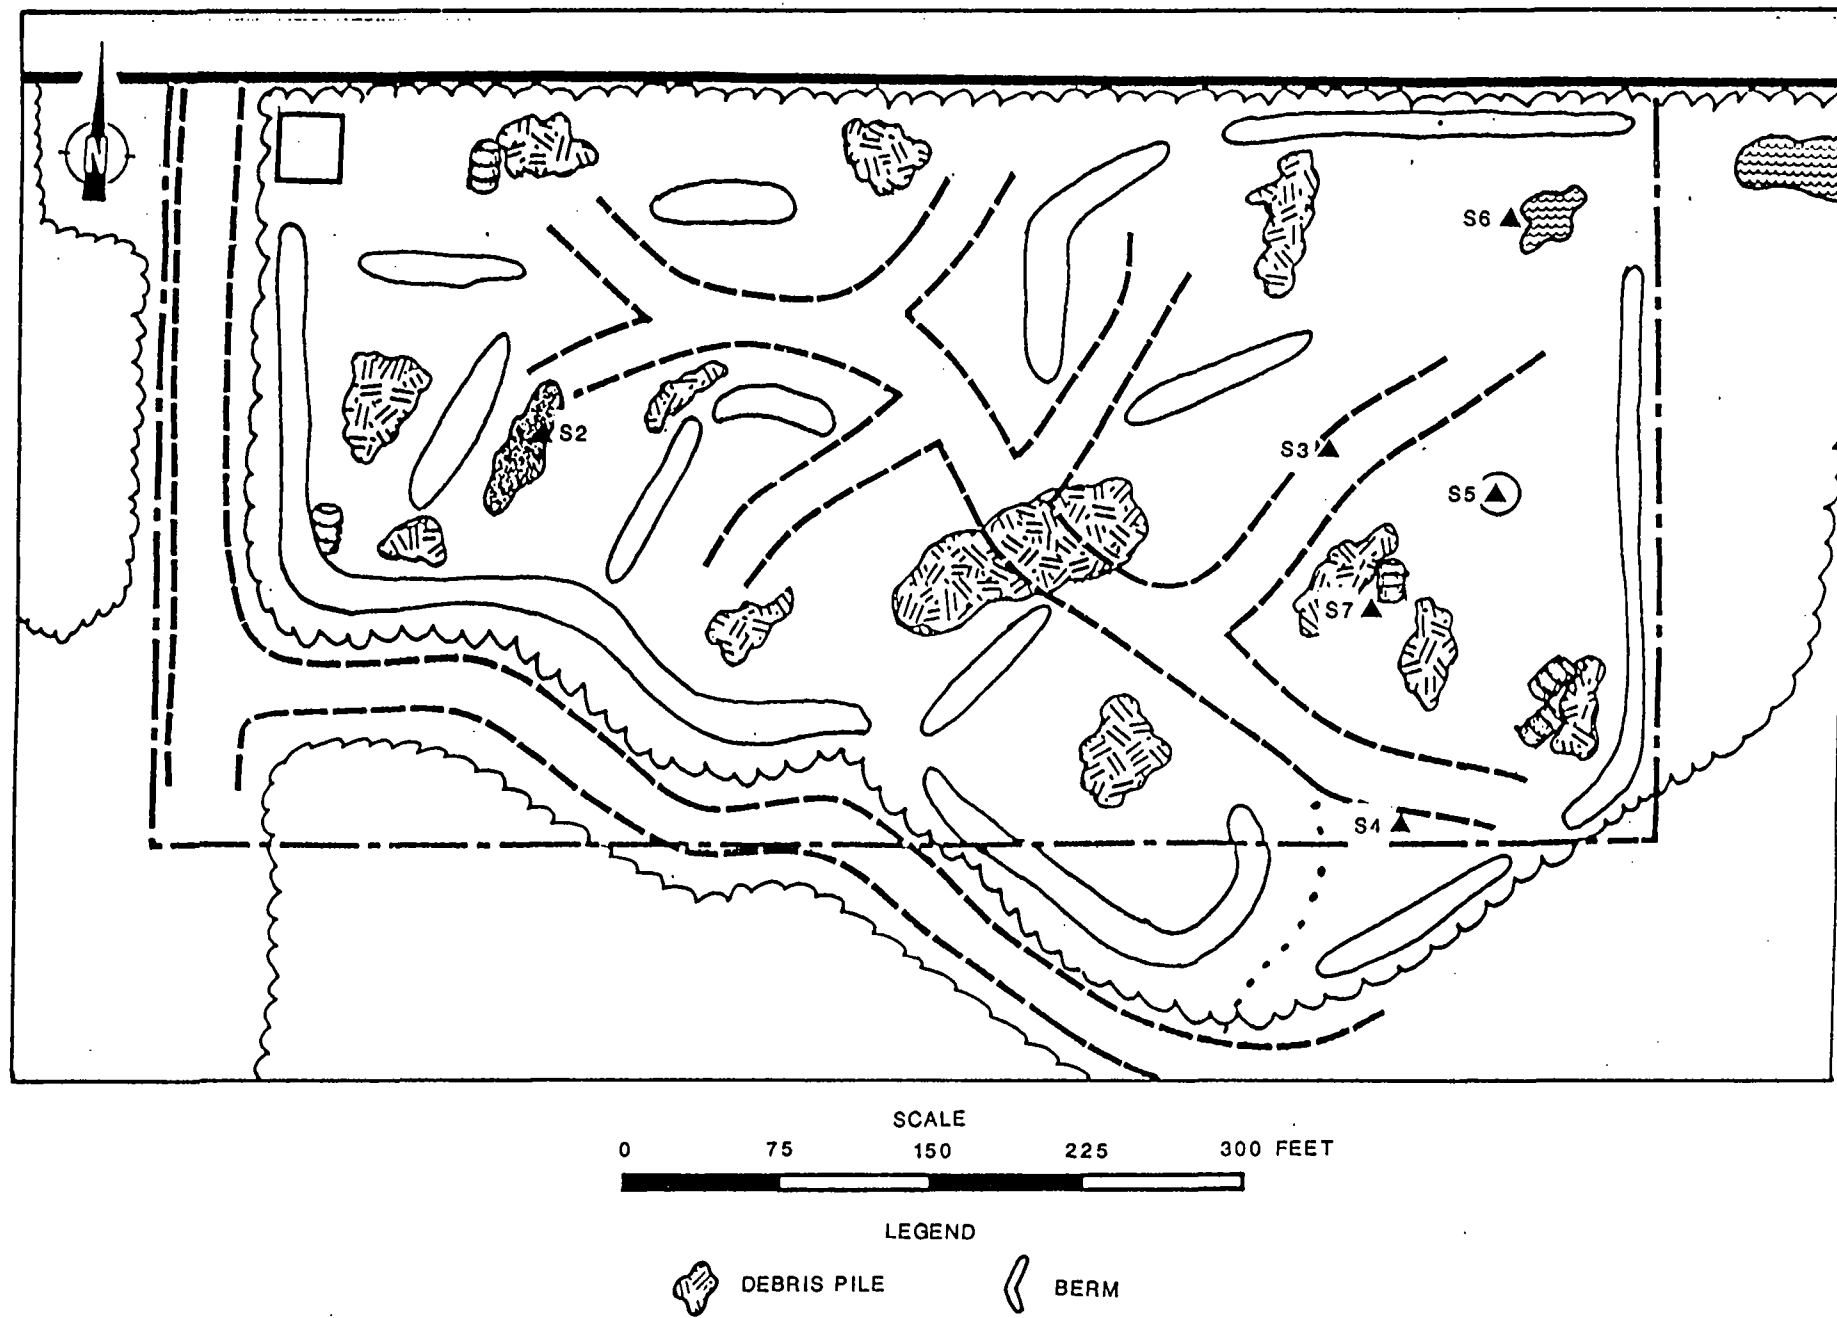 N
S6
S2
S3
S5
S7
S4
SCALE
0 75 150 225 300 FEET
LEGEND
DEBRIS PILE BERM